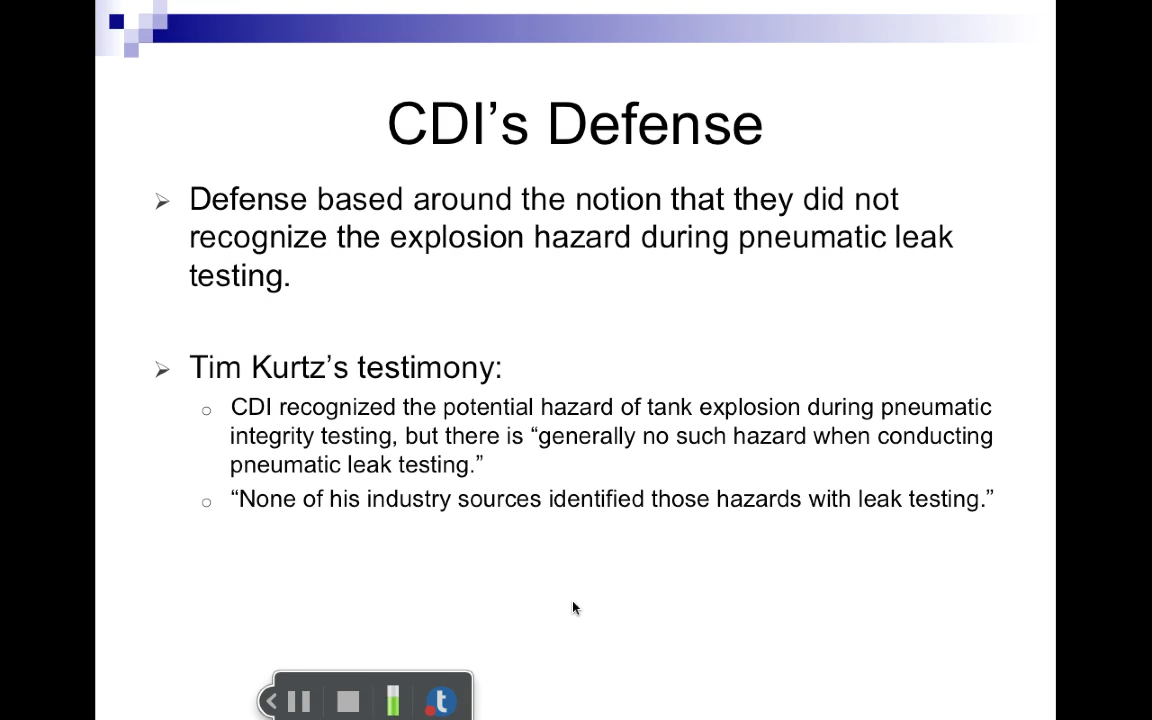 CDI’s Defense
➢ Defense based around the notion that they did not
recognize the explosion hazard during pneumatic leak
testing.
➢ Tim Kurtz’s testimony:
○ CDI recognized the potential hazard of tank explosion during pneumatic
integrity testing, but there is “generally no such hazard when conducting
pneumatic leak testing.”
○ “None of his industry sources identified those hazards with leak testing.”
t